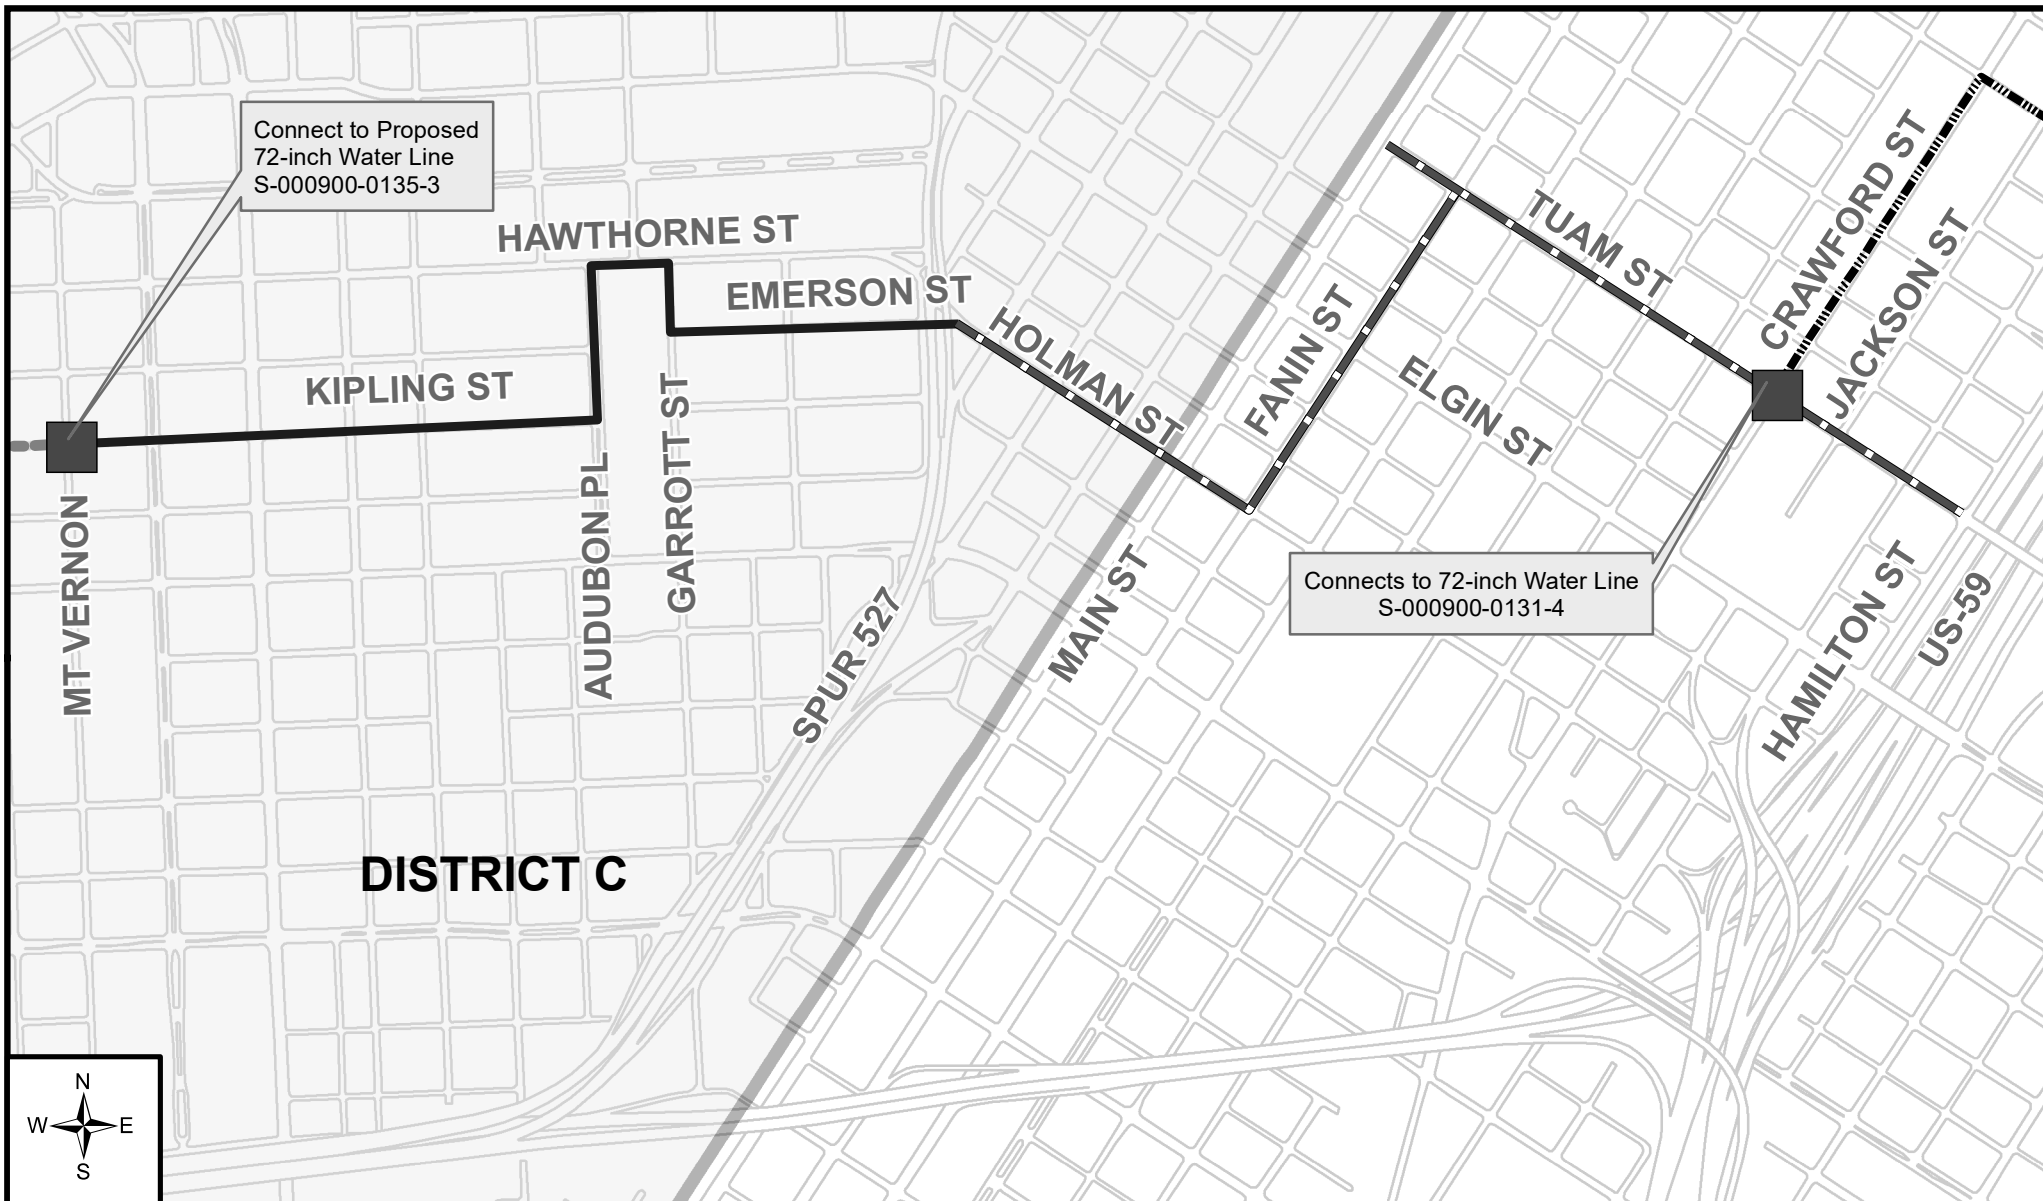 Connect to Proposed
72-inch Water Line
S-000900-0135-3
HAWTHORNE ST
EMERSON ST
KIPLING ST
HOLMAN ST
FANIN ST
TUAM ST
CRAWFORD ST
JACKSON ST
ELGIN ST
MT VERNON
AUDUBON PL
GARROTT ST
SPUR 527
MAIN ST
Connects to 72-inch Water Line
S-000900-0131-4
HAMILTON ST
US-59
DISTRICT C
N
W E
S